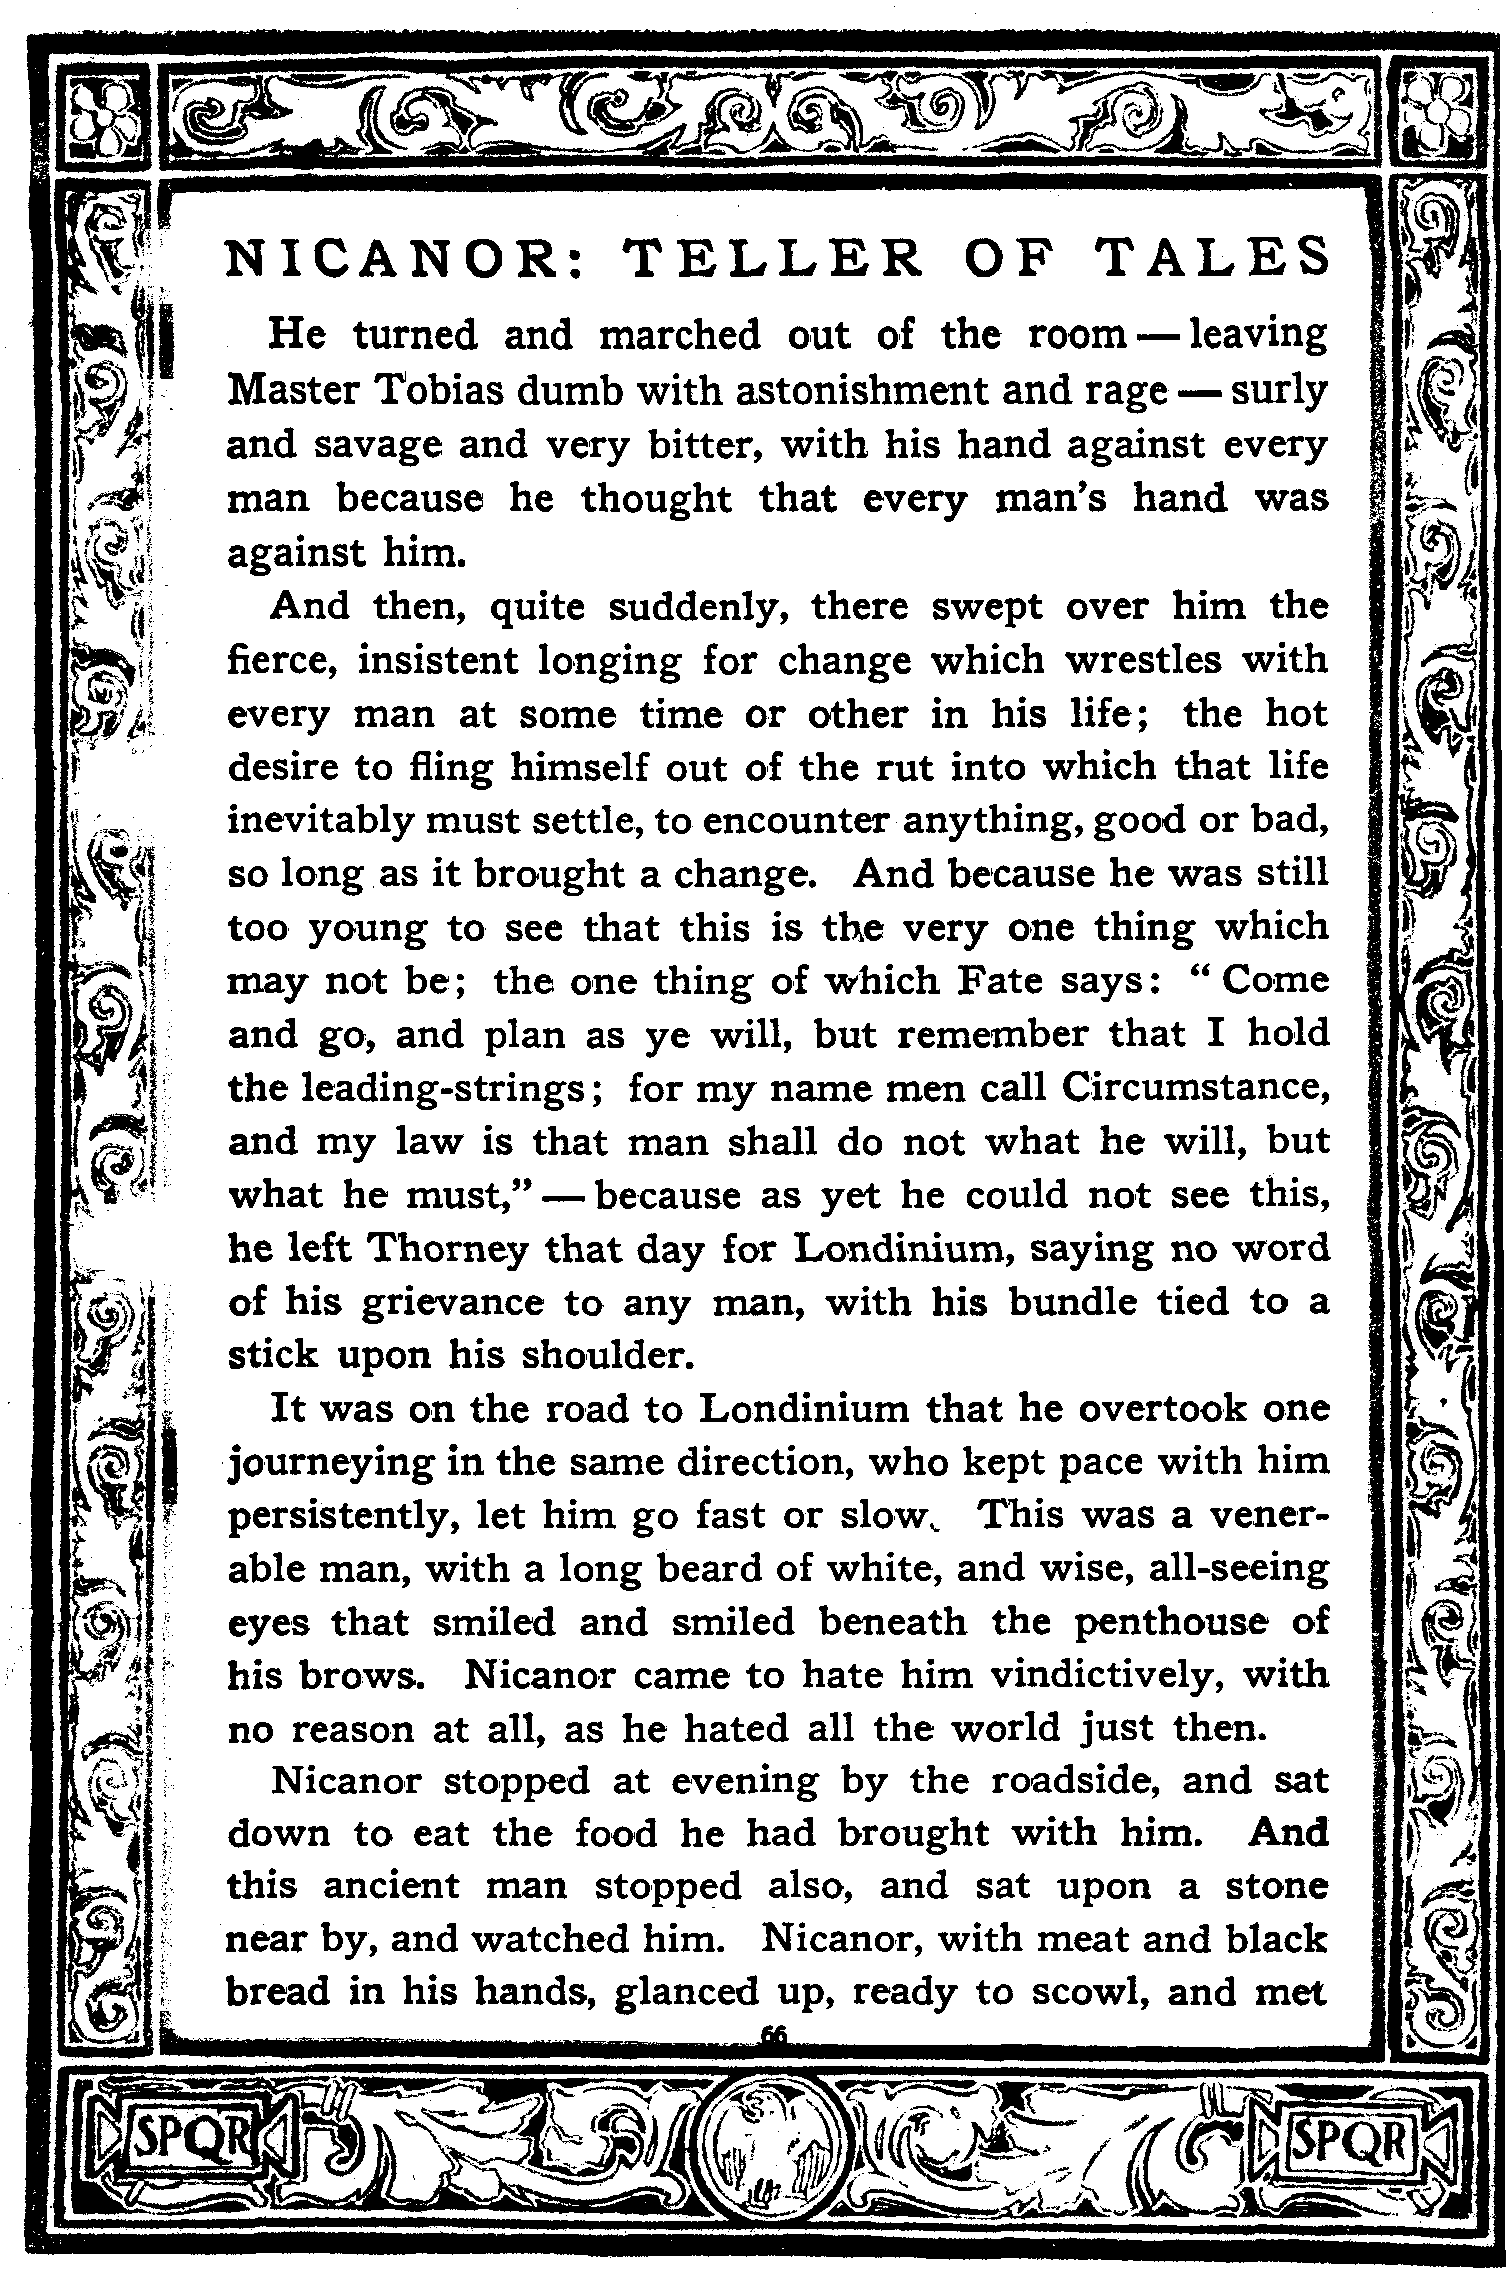 NICANOR: TELLER OF TALES
He turned and marched out of the room — leaving
Master Tobias dumb with astonishment and rage — surly
and savage and very bitter, with his hand against every
man because he thought that every man's hand was
against him.
And then, quite suddenly, there swept over him the
fierce, insistent longing for change which wrestles with
every man at some time or other in his life; the hot
desire to fling himself out of the rut into which that life
inevitably must settle, to encounter anything, good or bad,
so long as it brought a change. And because he was still
too young to see that this is the very one thing which
may not be; the one thing of which Fate says: "Come
and go, and plan as ye will, but remember that I hold
the leading-strings; for my name men call Circumstance,
and my law is that man shall do not what he will, but
what he must," — because as yet he could not see this,
he left Thorney that day for Londinium, saying no word
of his grievance to any man, with his bundle tied to a
stick upon his shoulder.
It was on the road to Londinium that he overtook one
journeying in the same direction, who kept pace with him
persistently, let him go fast or slow. This was a vener-
able man, with a long beard of white, and wise, all-seeing
eyes that smiled and smiled beneath the penthouse of
his brows. Nicanor came to hate him vindictively, with
no reason at all, as he hated all the world just then.
Nicanor stopped at evening by the roadside, and sat
down to eat the food he had brought with him. And
this ancient man stopped also, and sat upon a stone
near by, and watched him. Nicanor, with meat and black
bread in his hands, glanced up, ready to scowl, and met
66
SPQR SPQR